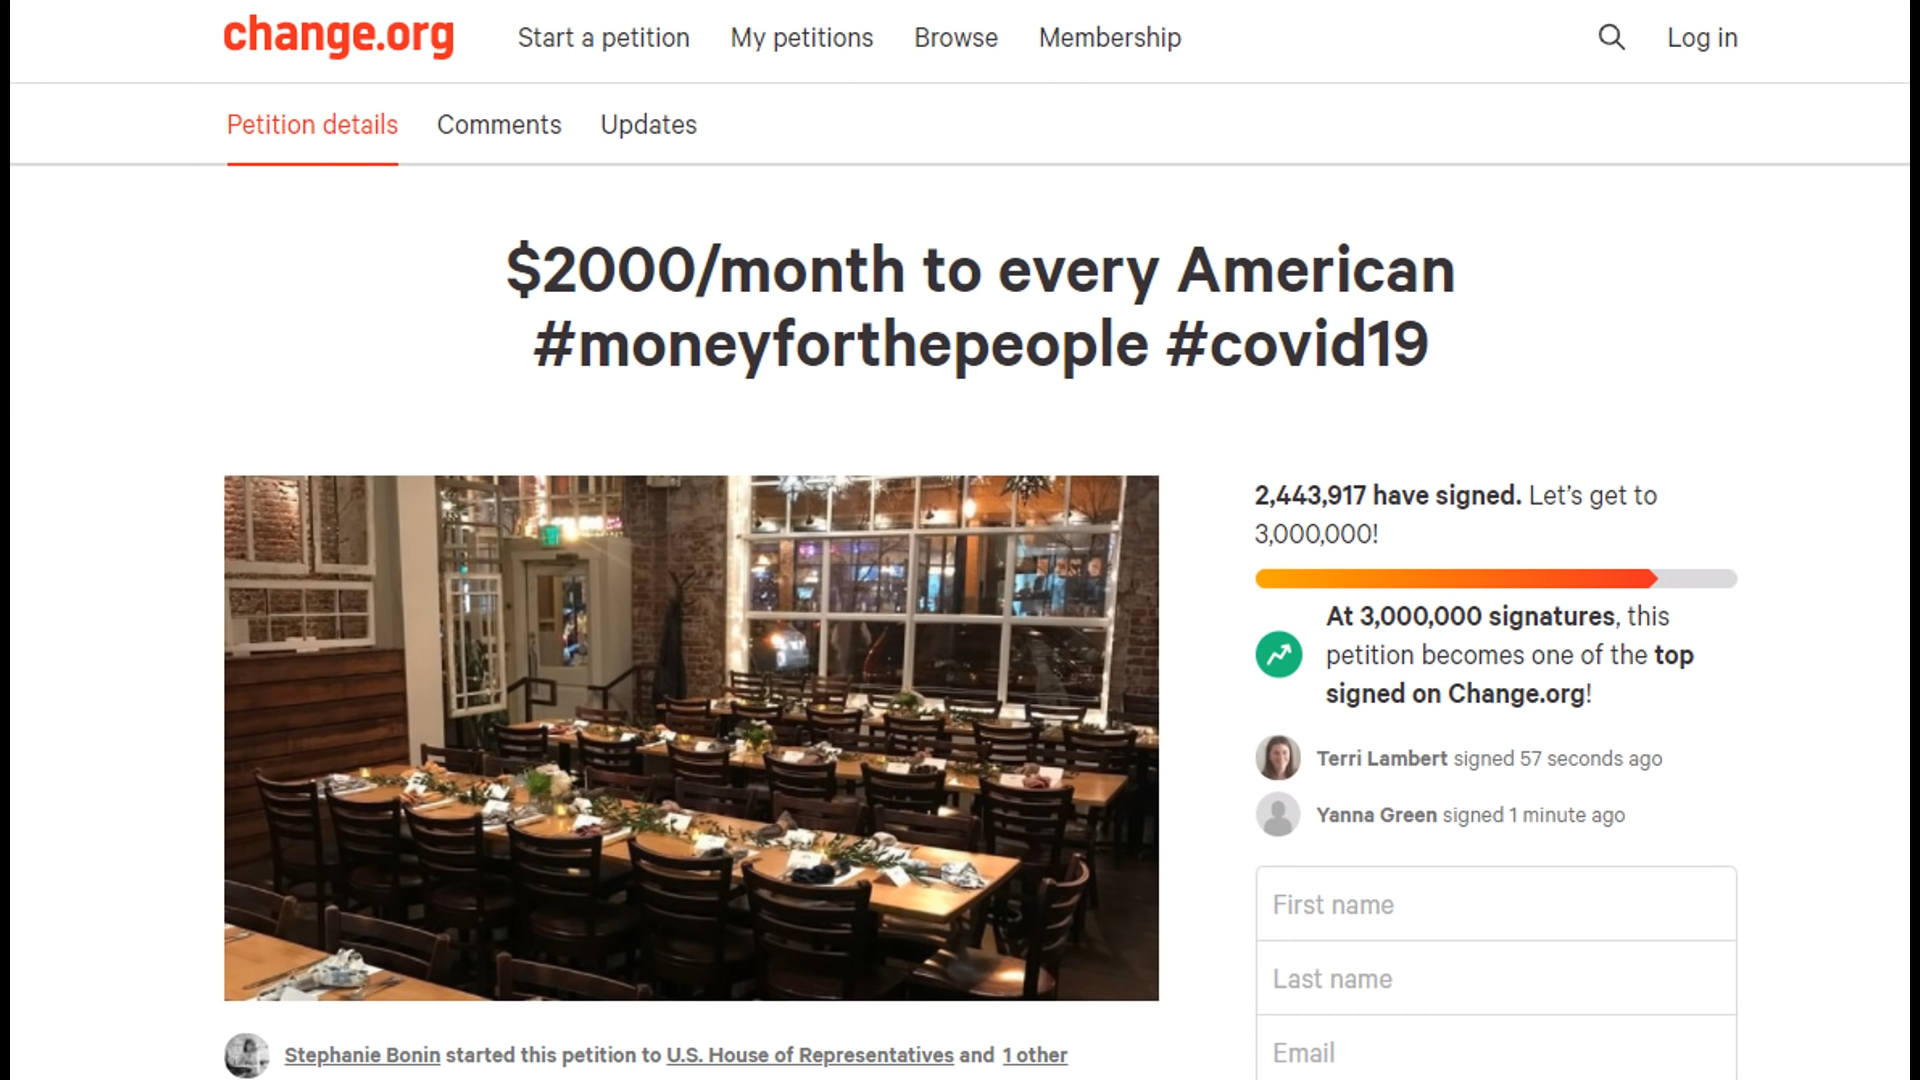 change.org
Start a petition
My petitions
Browse
Membership
Log in
Petition details
Comments
Updates
$2000/month to every American
#moneyforthepeople #covid19
2,443,917 have signed. Let's get to
3,000,000!
At 3,000,000 signatures, this
petition becomes one of the top
signed on Change.org!
Terri Lambert signed 57 seconds ago
Yanna Green signed 1 minute ago
First name
Last name
Email
Stephanie Bonin started this petition to U.S. House of Representatives and 1 other